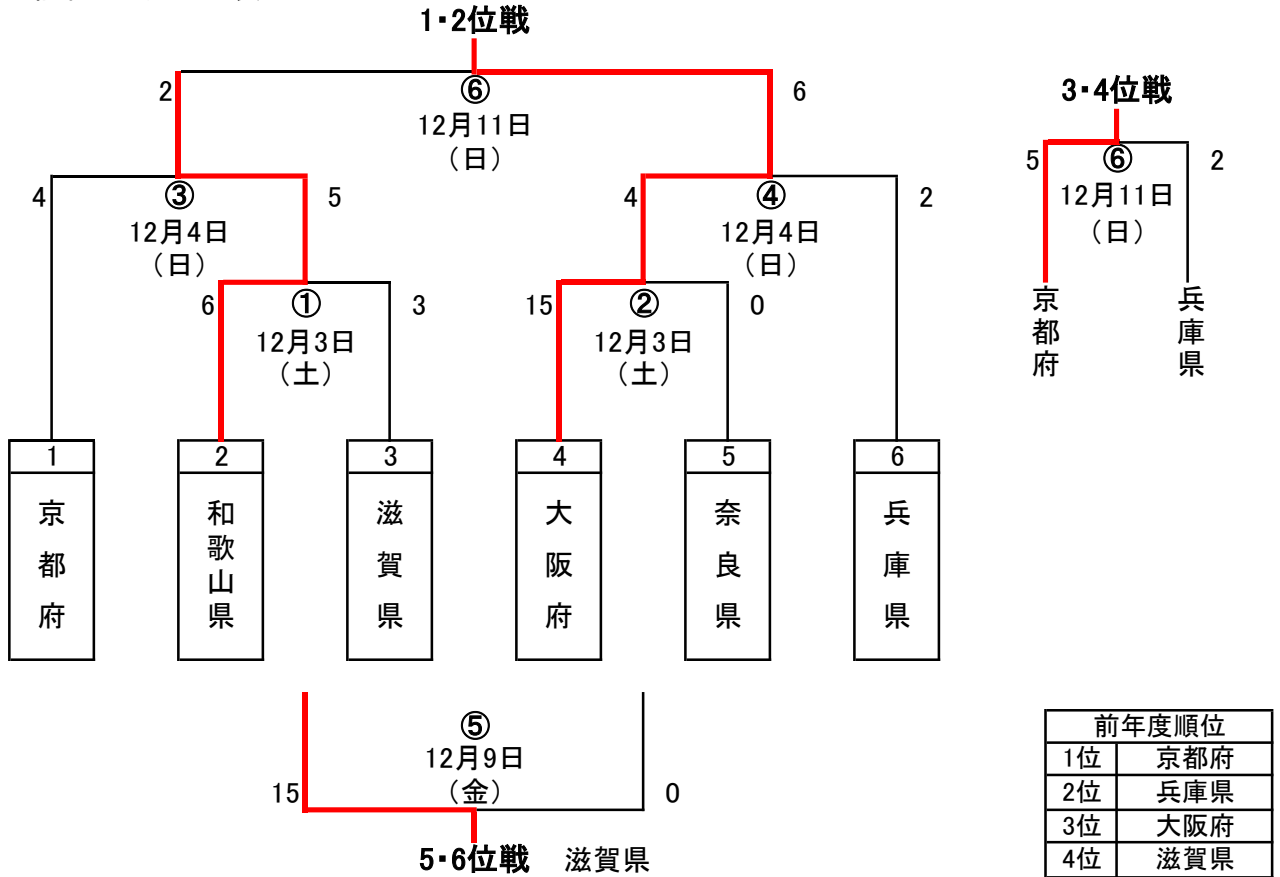 1・2位戦
2
⑥
6
12月11日
（日）
3・4位戦
5
⑥
2
12月11日
（日）
京都府
兵庫県
4
③
5
12月4日
（日）
4
④
2
12月4日
（日）
6
①
3
12月3日
（土）
15
②
0
12月3日
（土）
1
2
3
4
5
6
京都府
和歌山県
滋賀県
大阪府
奈良県
兵庫県
⑤
12月9日
（金）
15
0
5・6位戦 滋賀県
前年度順位
1位 京都府
2位 兵庫県
3位 大阪府
4位 滋賀県